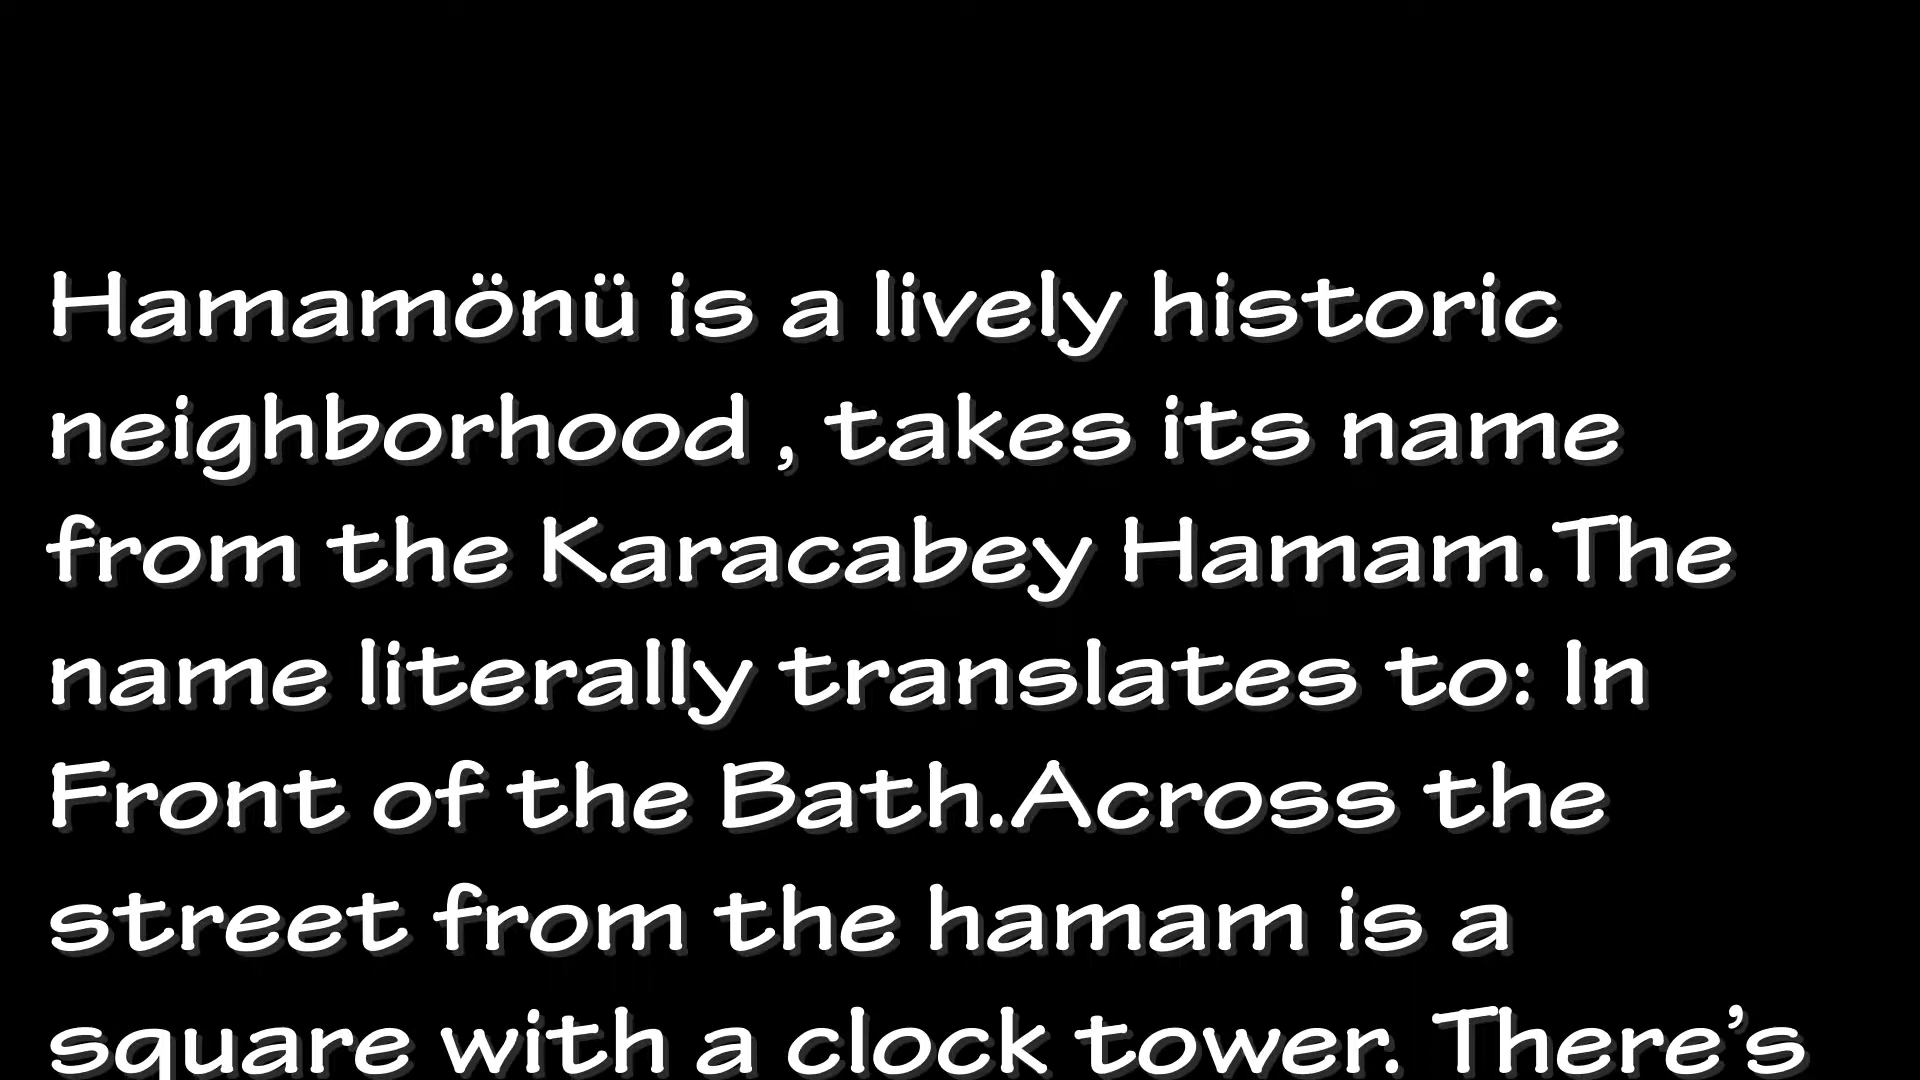 Hamamönü is a lively historic
neighborhood , takes its name
from the Karacabey Hamam.The
name literally translates to: In
Front of the Bath.Across the
street from the hamam is a
square with a clock tower. There’s